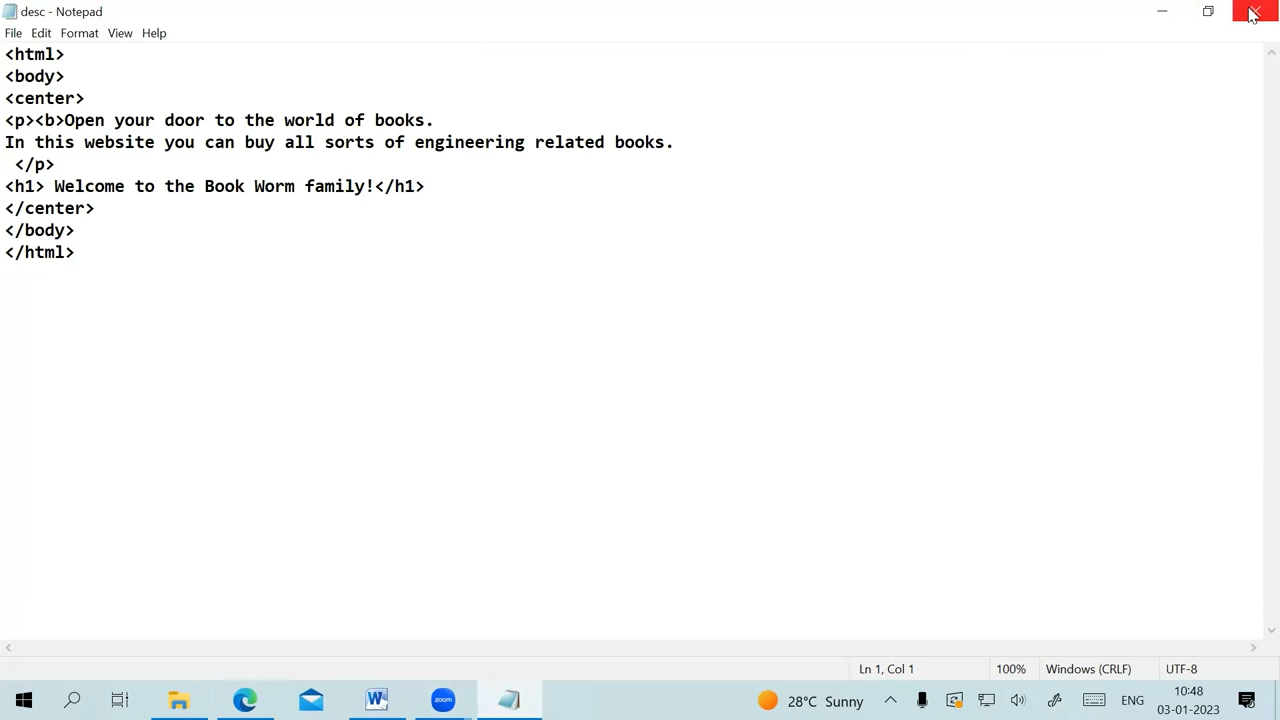 desc - Notepad
File Edit Format View Help
<html>
<body>
<center>
<p><b>Open your door to the world of books.
In this website you can buy all sorts of engineering related books.
</p>
<h1> Welcome to the Book Worm family!</h1>
</center>
</body>
</html>
Ln 1, Col 1 100% Windows (CRLF) UTF-8
zoom 28°C Sunny ENG 10:48
03-01-2023